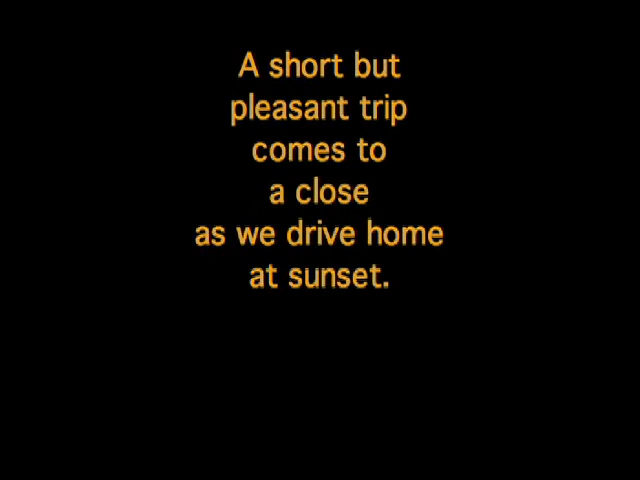 A short but
pleasant trip
comes to
a close
as we drive home
at sunset.